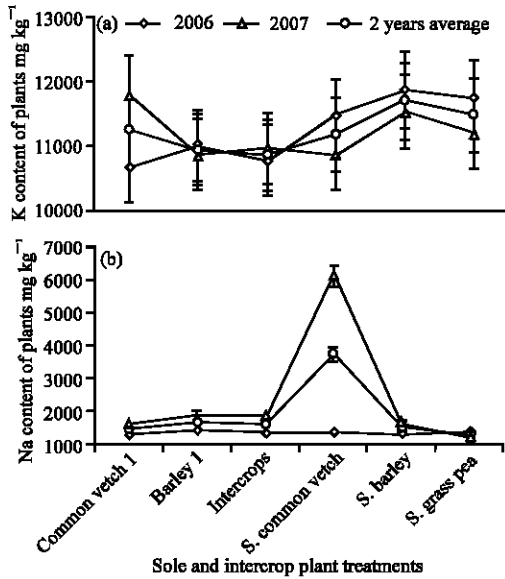 (a) 2006 2007 2 years average
K content of plants mg kg⁻¹
13000
12000
11000
10000
(b)
Na content of plants mg kg⁻¹
7000
6000
5000
4000
3000
2000
1000
Common vetch 1
Barley 1
Intercrops
S. common vetch
S. barley
S. grass pea
Sole and intercrop plant treatments